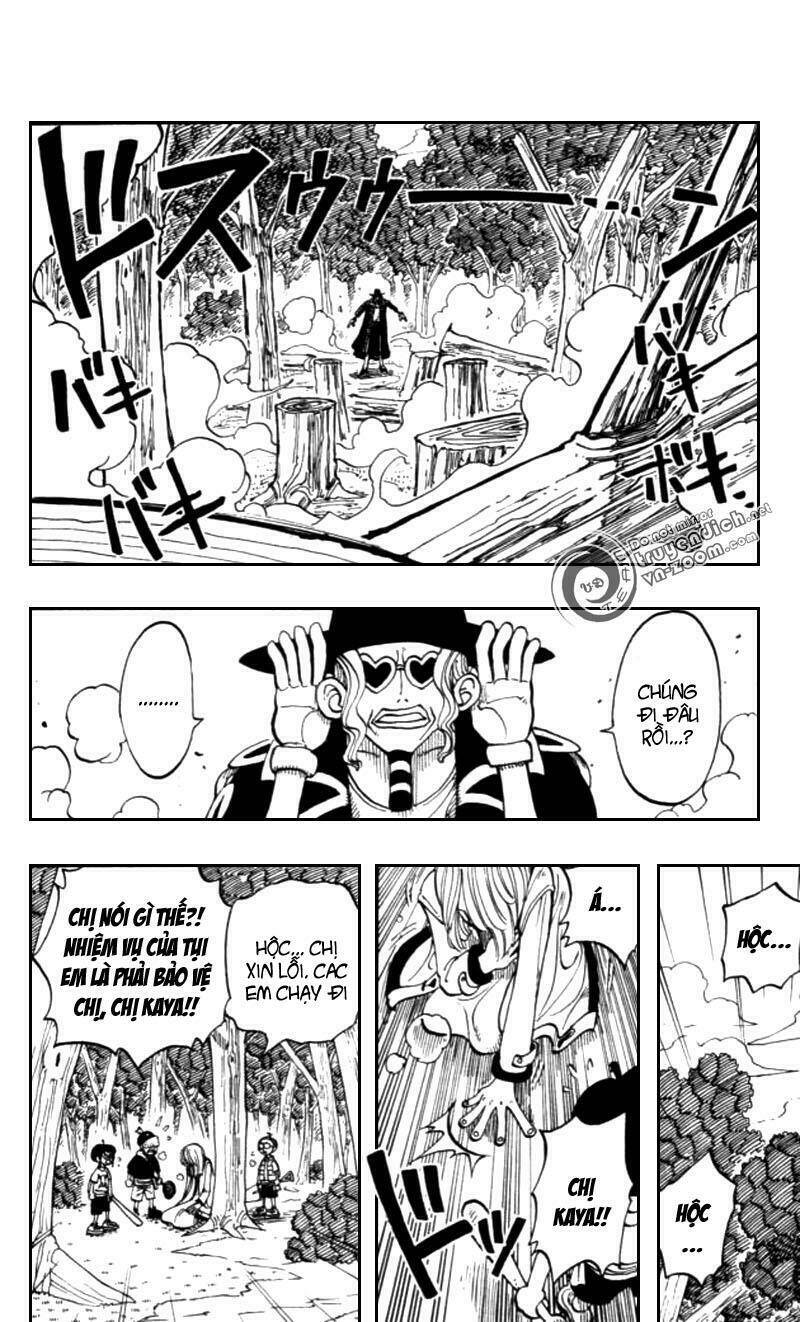 ドスゥゥーー・・・ン
バキ
ボキ
バキ
バキ
Do not mirror
truyendich.net
vn-zoom.com
CHÚNG
ĐI ĐÂU
RỒI...?
.........
HỘC...
HỘC
...
Á...
CHỊ
KAYA!!
ドッ
HỘC... CHỊ
XIN LỖI. CÁC
EM CHẠY ĐI
CHỊ NÓI GÌ THẾ?!
NHIỆM VỤ CỦA TỤI
EM LÀ PHẢI BẢO VỆ
CHỊ, CHỊ KAYA!!